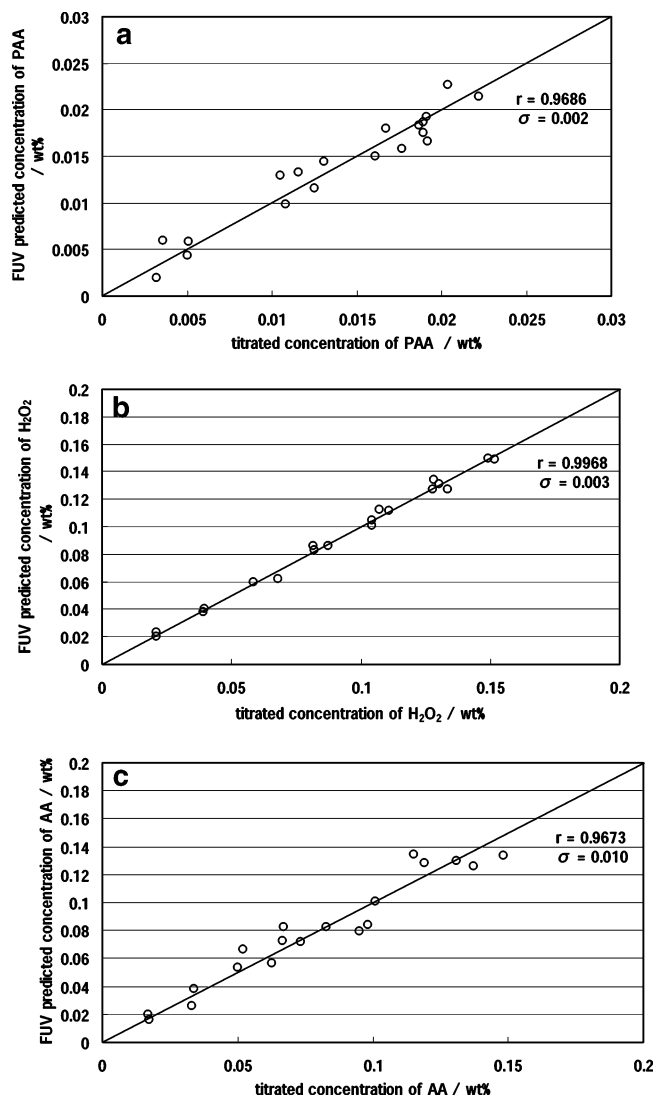 a
0.03
0.025
0.02
0.015
0.01
0.005
0
FUV predicted concentration of PAA
/ wt%
r = 0.9686
σ = 0.002
0 0.005 0.01 0.015 0.02 0.025 0.03
titrated concentration of PAA / wt%
b
0.2
0.18
0.16
0.14
0.12
0.1
0.08
0.06
0.04
0.02
0
FUV predicted concentration of H₂O₂
/ wt%
r = 0.9968
σ = 0.003
0 0.05 0.1 0.15 0.2
titrated concentration of H₂O₂ / wt%
c
0.2
0.18
0.16
0.14
0.12
0.1
0.08
0.06
0.04
0.02
0
FUV predicted concentration of AA / wt%
r = 0.9673
σ = 0.010
0 0.05 0.1 0.15 0.2
titrated concentration of AA / wt%